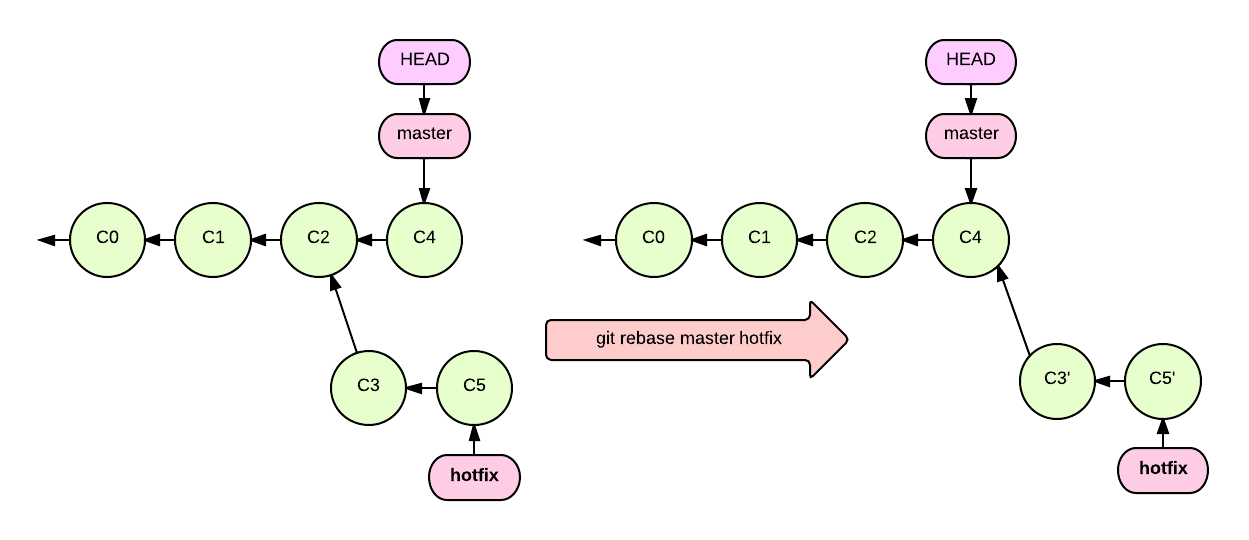 HEAD
master
C0
C1
C2
C4
C3
C5
hotfix
git rebase master hotfix
HEAD
master
C0
C1
C2
C4
C3'
C5'
hotfix